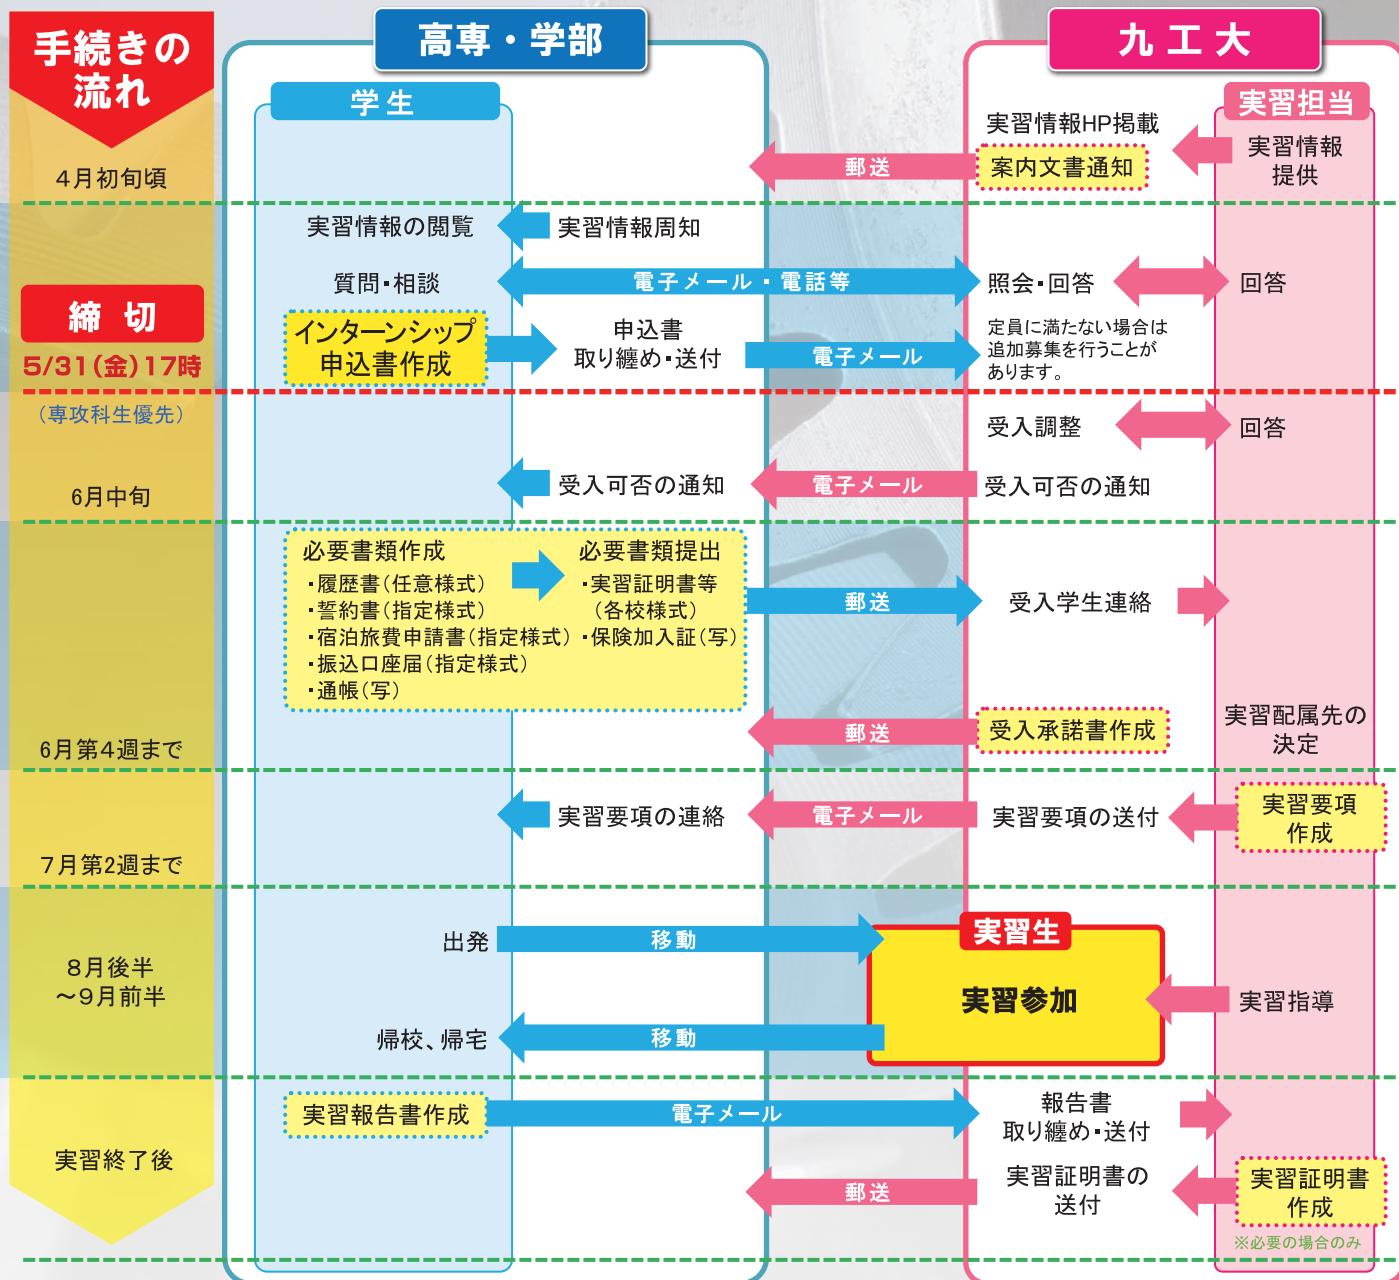 手続きの
流れ
高専・学部
九工大
学生
実習担当
4月初旬頃
実習情報HP掲載
案内文書通知
郵送
実習情報
提供
実習情報の閲覧
実習情報周知
質問・相談
電子メール・電話等
照会・回答
回答
締切
5/31(金)17時
インターンシップ
申込書作成
申込書
取り纏め・送付
電子メール
定員に満たない場合は
追加募集を行うことが
あります。
(専攻科生優先)
受入調整
回答
6月中旬
受入可否の通知
電子メール
受入可否の通知
必要書類作成
・履歴書(任意様式)
・誓約書(指定様式)
・宿泊旅費申請書(指定様式)
・振込口座届(指定様式)
・通帳(写)
必要書類提出
・実習証明書等
(各校様式)
・保険加入証(写)
郵送
受入学生連絡
6月第4週まで
郵送
受入承諾書作成
実習配属先の
決定
7月第2週まで
実習要項の連絡
電子メール
実習要項の送付
実習要項
作成
8月後半
～9月前半
出発
移動
実習生
実習参加
実習指導
帰校、帰宅
移動
実習終了後
実習報告書作成
電子メール
報告書
取り纏め・送付
郵送
実習証明書の
送付
実習証明書
作成
※必要の場合のみ